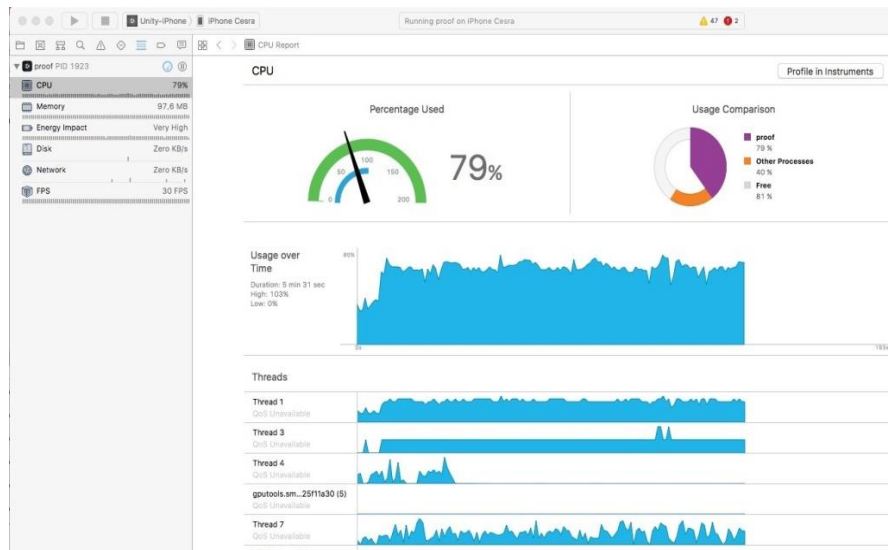 Unity-iPhone
iPhone Cesra
Running proof on iPhone Cesra
47
2
CPU Report
proof PID 1923
CPU 79%
Memory 97,6 MB
Energy Impact Very High
Disk Zero KB/s
Network Zero KB/s
FPS 30 FPS
CPU
Profile in Instruments
Percentage Used
0
50
100
150
200
79%
Usage Comparison
proof
79 %
Other Processes
40 %
Free
81 %
Usage over
Time
Duration: 5 min 31 sec
High: 103%
Low: 0%
80%
0s
Threads
Thread 1
QoS Unavailable
Thread 3
QoS Unavailable
Thread 4
QoS Unavailable
gputools.sm...25f11a30 (5)
QoS Unavailable
Thread 7
QoS Unavailable